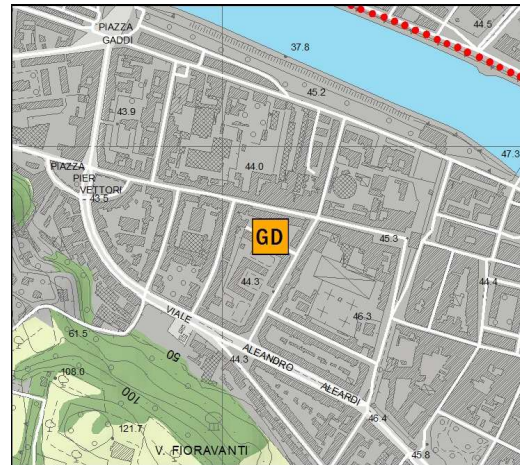 PIAZZA
GADDI
44.5
37.8
45.2
43.9
47.3
PIAZZA
PIER
VETTORI
43.5
44.0
GD
45.3
44.3
44.4
VIALE
46.3
61.5
50
44.3
ALEANDRO
108.0
100
ALEARDI
46.4
121.7
V. FIORAVANTI
45.8